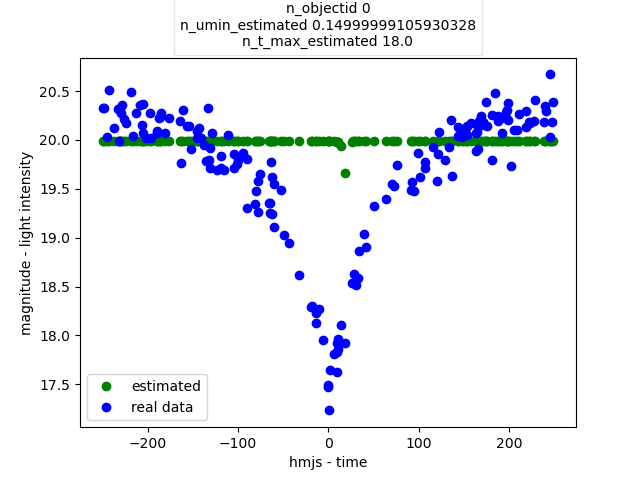 n_objectid 0
n_umin_estimated 0.14999999105930328
n_t_max_estimated 18.0
20.5
20.0
19.5
19.0
18.5
18.0
17.5
magnitude - light intensity
estimated
real data
−200
−100
0
100
200
hmjs - time